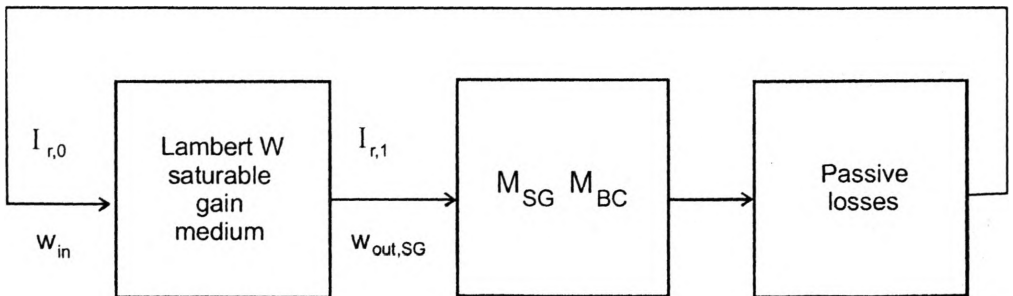 I r,0
w in
Lambert W
saturable
gain
medium
I r,1
w out,SG
M SG M BC
Passive
losses